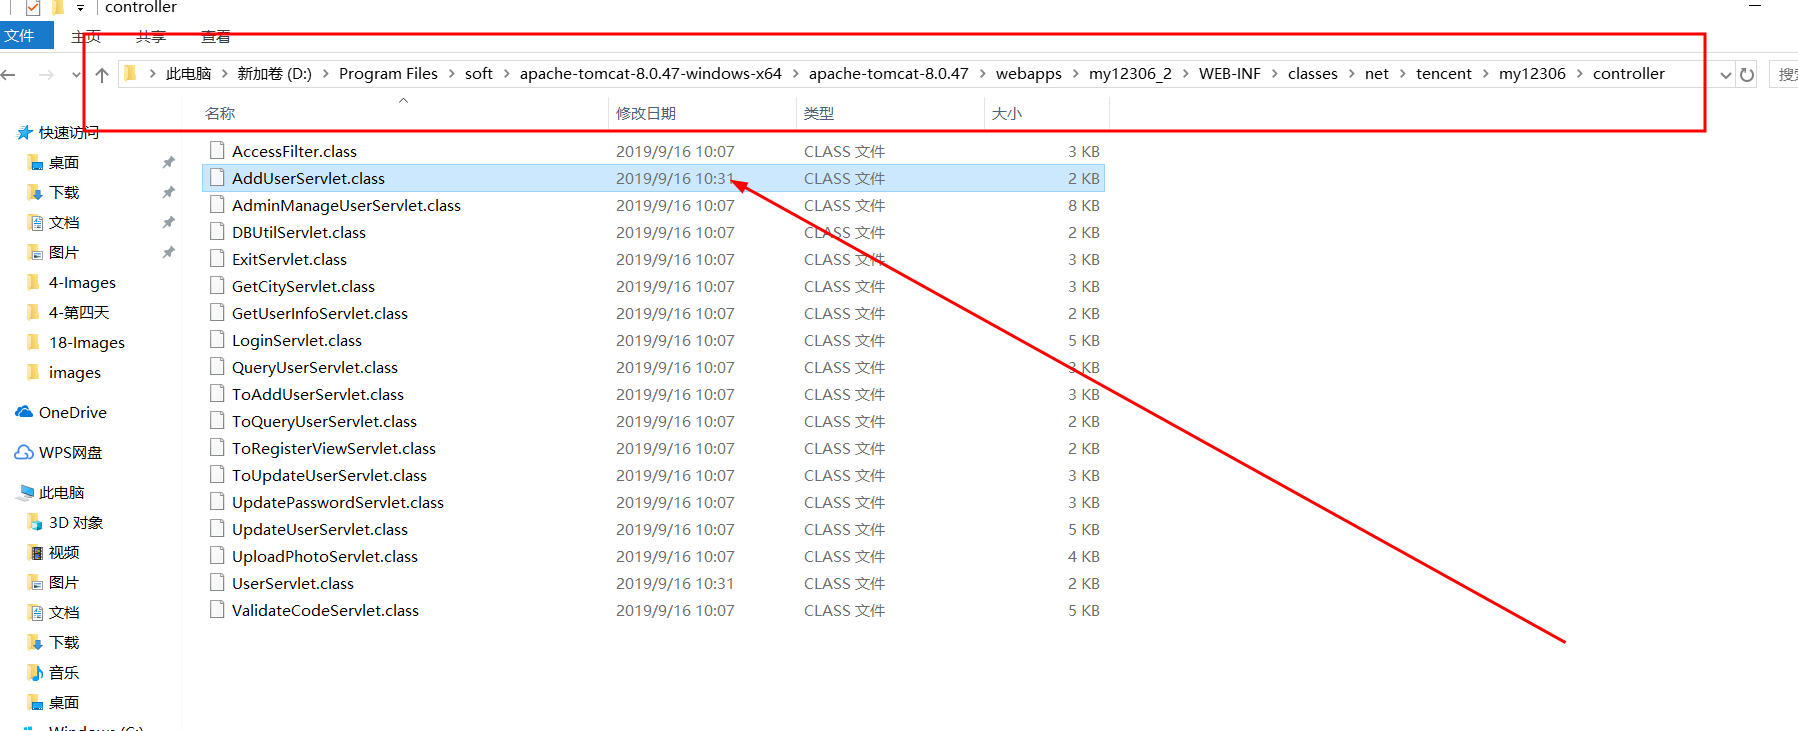 controller
文件 主页 共享 查看
此电脑 新加卷 (D:) Program Files soft apache-tomcat-8.0.47-windows-x64 apache-tomcat-8.0.47 webapps my12306_2 WEB-INF classes net tencent my12306 controller 搜索
名称 修改日期 类型 大小
快速访问
桌面
下载
文档
图片
4-Images
4-第四天
18-Images
images
OneDrive
WPS网盘
此电脑
3D 对象
视频
图片
文档
下载
音乐
桌面
Windows (C:)
AccessFilter.class 2019/9/16 10:07 CLASS 文件 3 KB
AddUserServlet.class 2019/9/16 10:31 CLASS 文件 2 KB
AdminManageUserServlet.class 2019/9/16 10:07 CLASS 文件 8 KB
DBUtilServlet.class 2019/9/16 10:07 CLASS 文件 2 KB
ExitServlet.class 2019/9/16 10:07 CLASS 文件 3 KB
GetCityServlet.class 2019/9/16 10:07 CLASS 文件 3 KB
GetUserInfoServlet.class 2019/9/16 10:07 CLASS 文件 2 KB
LoginServlet.class 2019/9/16 10:07 CLASS 文件 5 KB
QueryUserServlet.class 2019/9/16 10:07 CLASS 文件 3 KB
ToAddUserServlet.class 2019/9/16 10:07 CLASS 文件 3 KB
ToQueryUserServlet.class 2019/9/16 10:07 CLASS 文件 2 KB
ToRegisterViewServlet.class 2019/9/16 10:07 CLASS 文件 2 KB
ToUpdateUserServlet.class 2019/9/16 10:07 CLASS 文件 3 KB
UpdatePasswordServlet.class 2019/9/16 10:07 CLASS 文件 3 KB
UpdateUserServlet.class 2019/9/16 10:07 CLASS 文件 5 KB
UploadPhotoServlet.class 2019/9/16 10:07 CLASS 文件 4 KB
UserServlet.class 2019/9/16 10:31 CLASS 文件 2 KB
ValidateCodeServlet.class 2019/9/16 10:07 CLASS 文件 5 KB